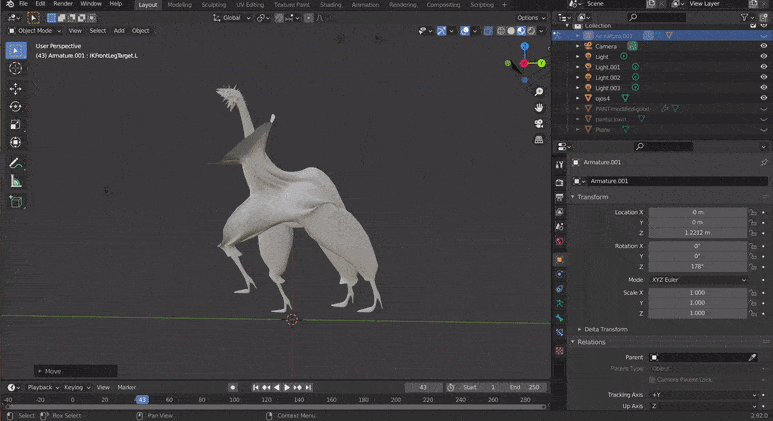 File Edit Render Window Help Layout Modeling Sculpting UV Editing Texture Paint Shading Animation Rendering Compositing Scripting Scene View Layer
Global Options
Object Mode View Select Add Object
User Perspective
(43) Armature.001 : IKFrontLegTarget.L
Z
Y
Collection
Armature.001
Camera
Light
Light.001
Light.002
Light.003
ojos4
Plane
Armature.001
Armature.001
Transform
Location X 0 m
Y 0 m
Z 1.2212 m
Rotation X 0°
Y 0°
Z 178°
Mode XYZ Euler
Scale X 1.000
Y 1.000
Z 1.000
Delta Transform
Relations
Parent
Parent Type Object
Camera Parent Lock
Tracking Axis +Y
Up Axis Z
Move
Playback Keying View Marker 43 Start 1 End 250
-40 -20 0 20 43 60 80 100 120 140 160 180 200 220 240 260 280
Select Box Select Pan View Context Menu 2.92.0